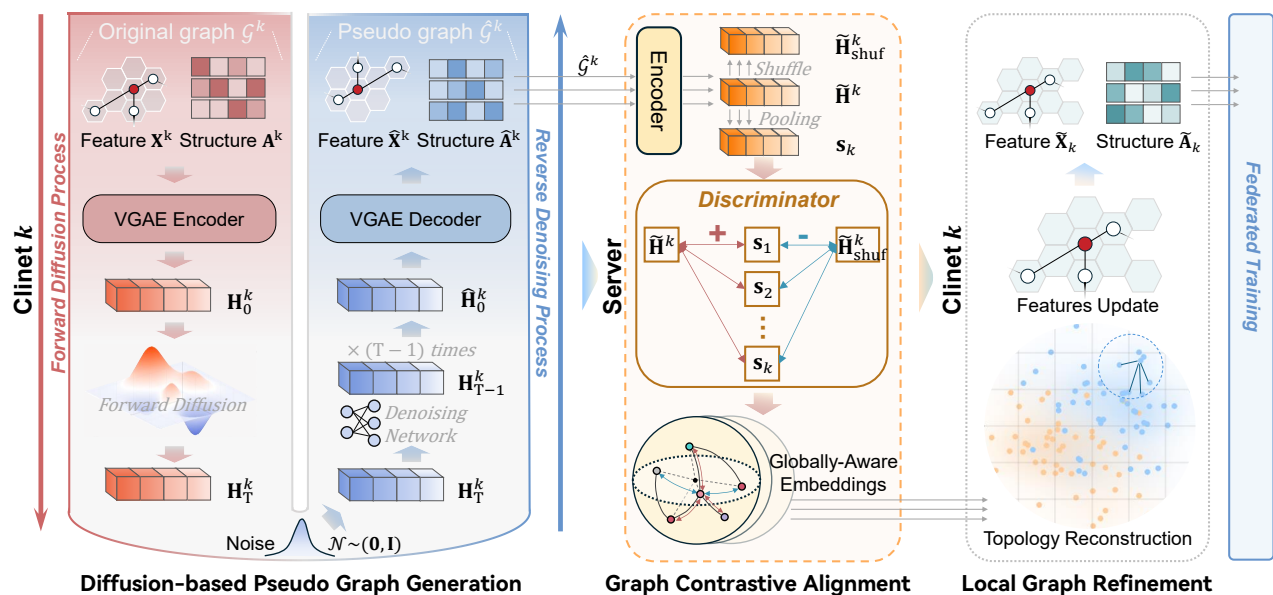 Clinet k
Forward Diffusion Process
Original graph 𝒢^k
Feature X^k Structure A^k
VGAE Encoder
H_0^k
Forward Diffusion
H_T^k
Pseudo graph 𝒢̂^k
Feature X̂^k Structure Â^k
VGAE Decoder
Ĥ_0^k
× (T − 1) times
H_{T−1}^k
Denoising
Network
H_T^k
Noise
𝒩~(0, I)
Reverse Denoising Process
Diffusion-based Pseudo Graph Generation
𝒢̂^k
Server
Encoder
H̃_shuf^k
Shuffle
H̃^k
Pooling
s_k
Discriminator
H̃^k
+
s_1
-
H̃_shuf^k
s_2
⋮
s_k
Globally-Aware
Embeddings
Graph Contrastive Alignment
Clinet k
Feature X̃_k Structure Ã_k
Features Update
Topology Reconstruction
Local Graph Refinement
Federated Training